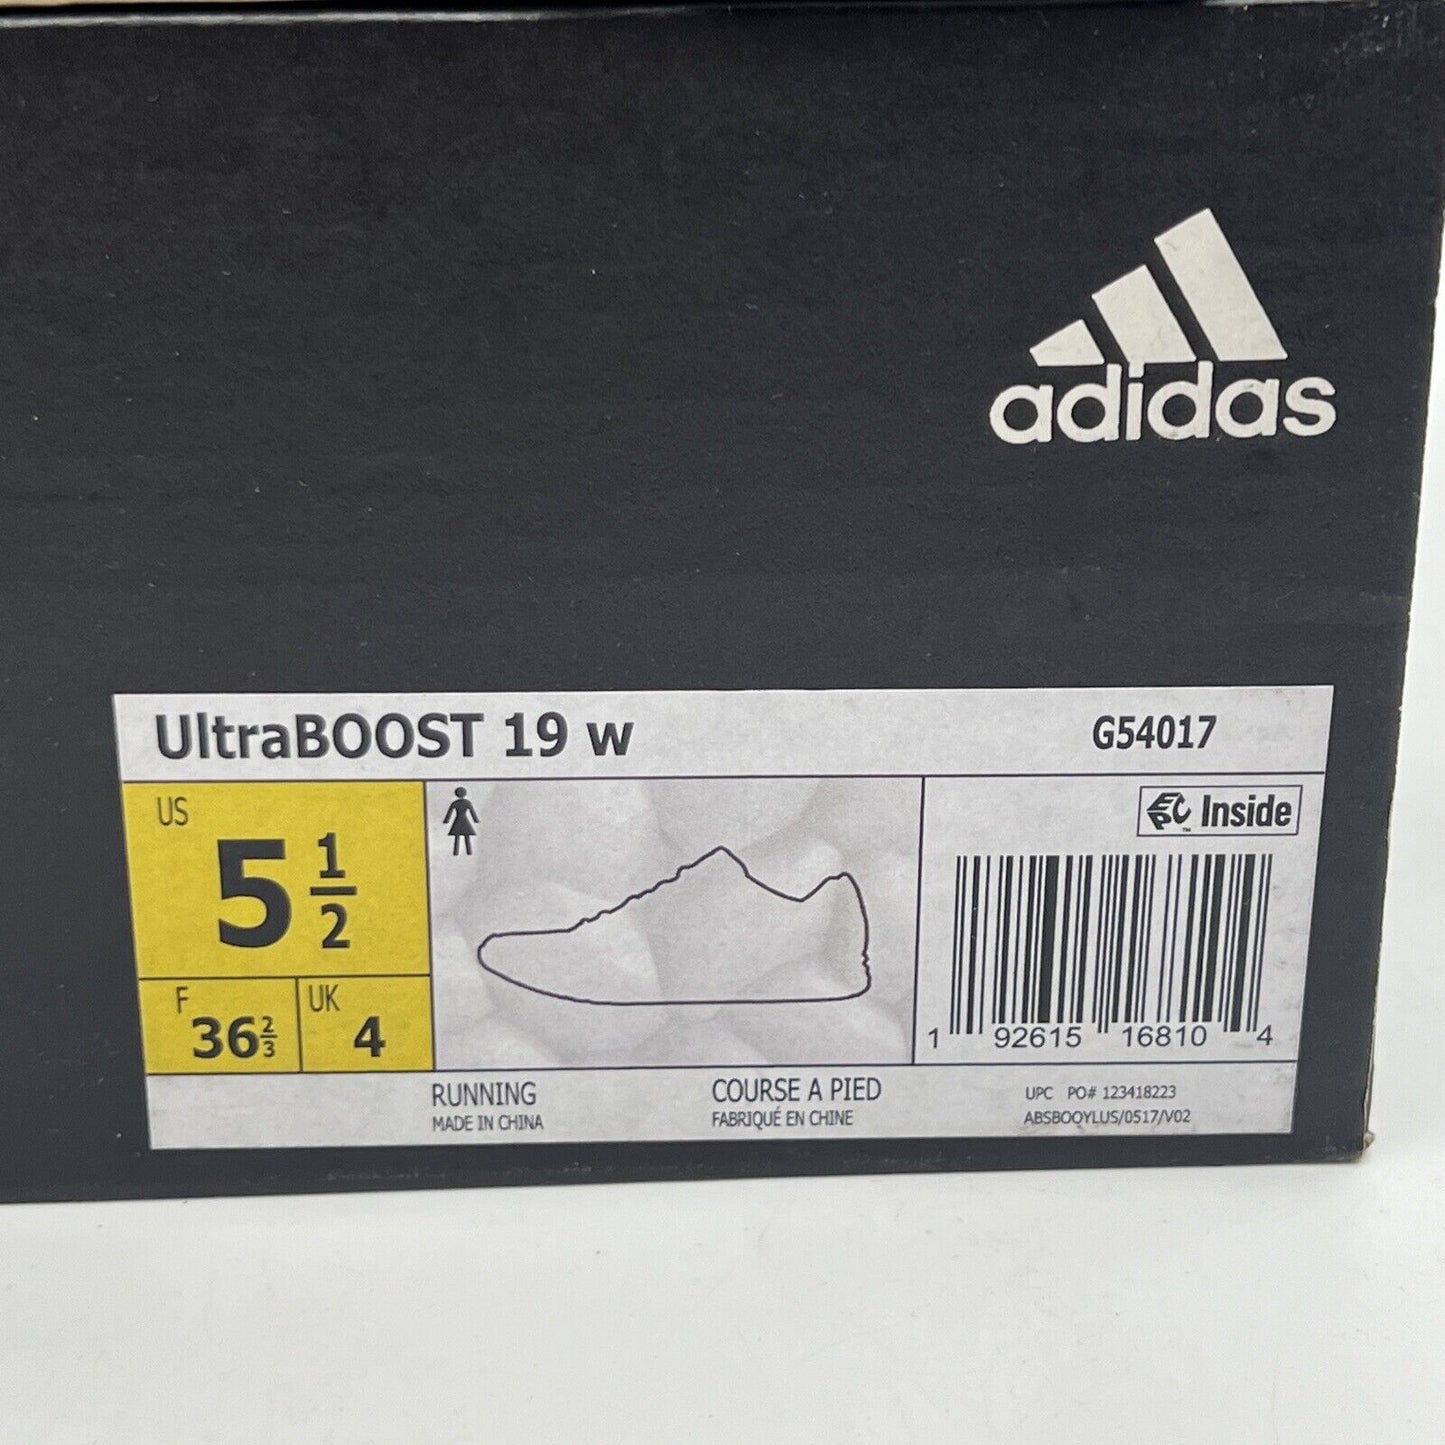 adidas
UltraBOOST 19 w G54017
US
5 1/2
F 36 2/3
UK 4
EPC™ Inside
1 92615 16810 4
RUNNING
MADE IN CHINA
COURSE A PIED
FABRIQUÉ EN CHINE
UPC PO# 123418223
ABSBOOYLUS/0517/V02